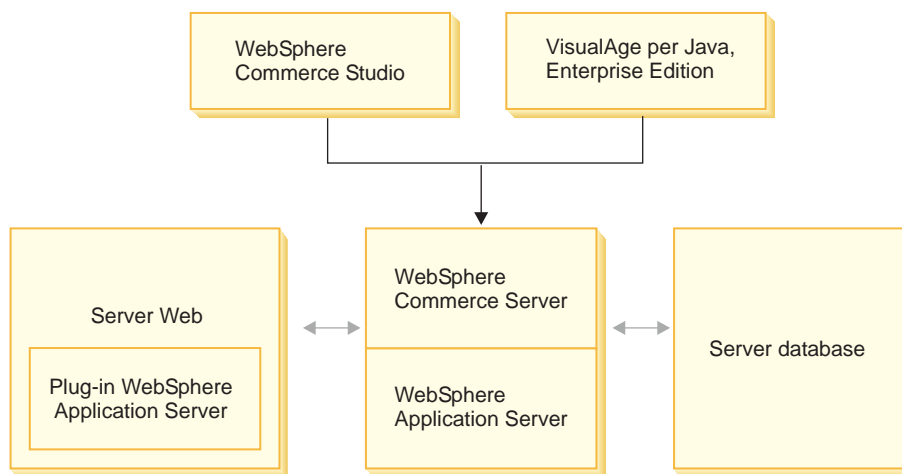 WebSphere
Commerce Studio
VisualAge per Java,
Enterprise Edition
Server Web
Plug-in WebSphere
Application Server
WebSphere
Commerce Server
WebSphere
Application Server
Server database